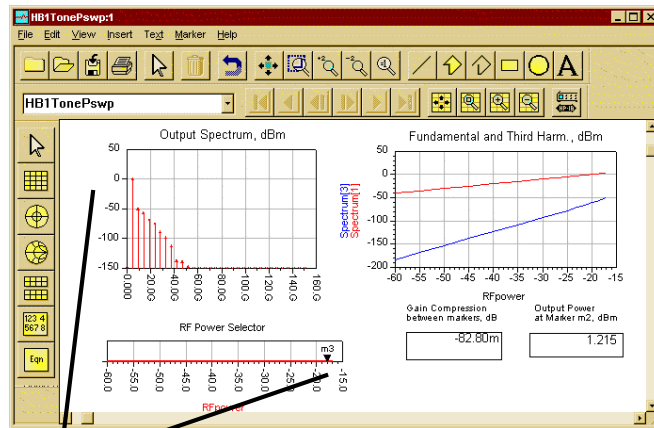 HB1TonePswp:1
File Edit View Insert Text Marker Help
+2 -2
A
HB1TonePswp
Output Spectrum, dBm
50
0
-50
-100
-150
0.000 20.0G 40.0G 60.0G 80.0G 100.G 120.G 140.G 160.G
Fundamental and Third Harm., dBm
Spectrum[3]
Spectrum[1]
50
0
-50
-100
-150
-200
-60 -55 -50 -45 -40 -35 -30 -25 -20 -15
RFpower
Gain Compression
between markers, dB
-82.80m
Output Power
at Marker m2, dBm
1.215
RF Power Selector
m3
-60.0 -55.0 -50.0 -45.0 -40.0 -35.0 -30.0 -25.0 -20.0 -15.0
RFpower
123 4
567 8
Eqn